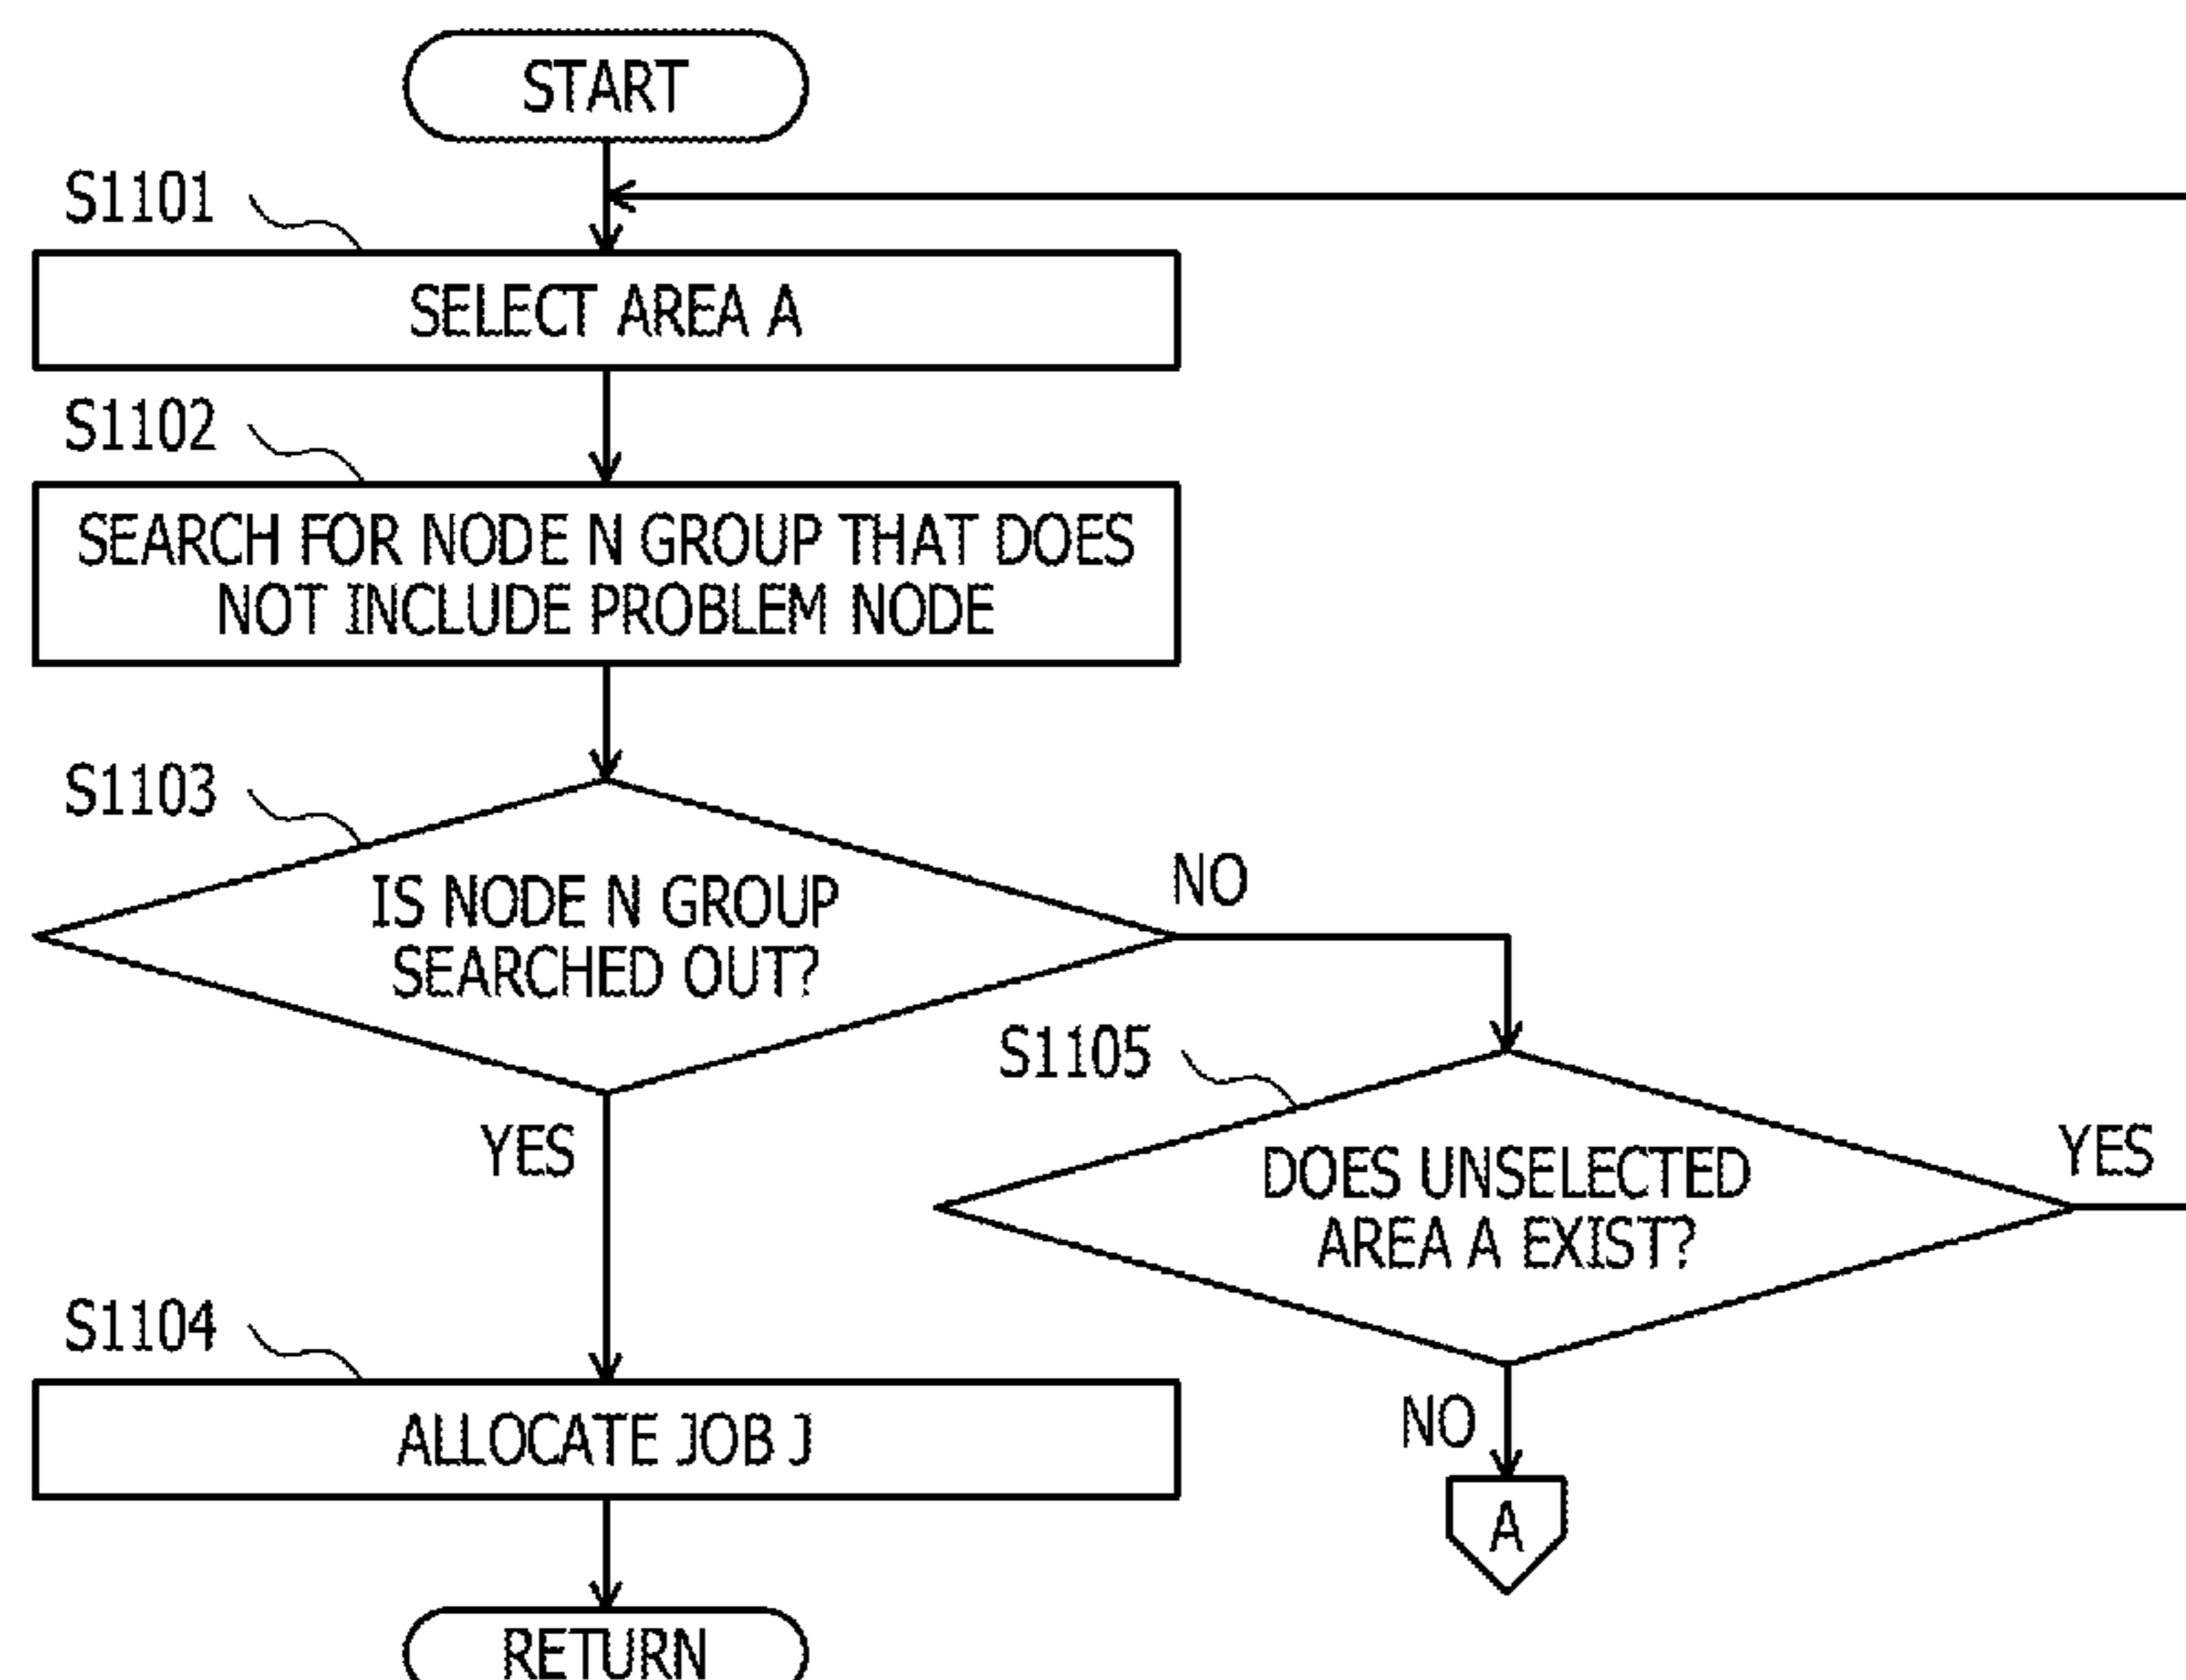 START
S1101
SELECT AREA A
S1102
SEARCH FOR NODE N GROUP THAT DOES
NOT INCLUDE PROBLEM NODE
S1103
IS NODE N GROUP
SEARCHED OUT?
NO
YES
S1105
DOES UNSELECTED
AREA A EXIST?
YES
NO
A
S1104
ALLOCATE JOB J
RETURN